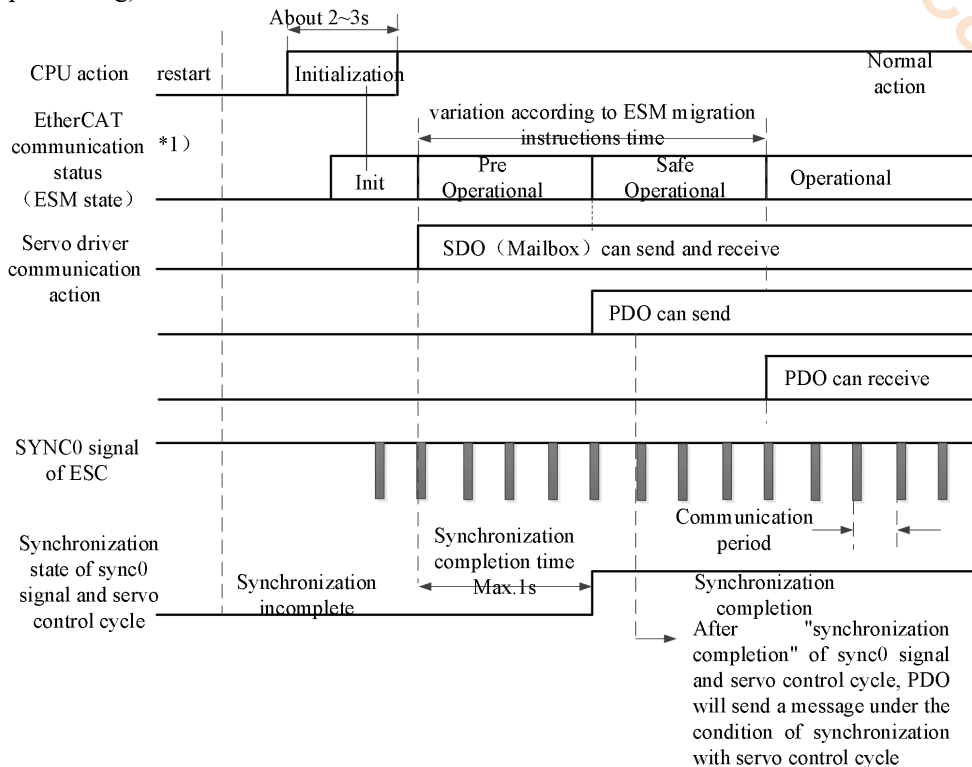 About 2~3s
CPU action
restart
Initialization
Normal
action
EtherCAT
communication
status
（ESM state）
*1）
variation according to ESM migration
instructions time
Init
Pre
Operational
Safe
Operational
Operational
Servo driver
communication
action
SDO（Mailbox）can send and receive
PDO can send
PDO can receive
SYNC0 signal
of ESC
Communication
period
Synchronization
state of sync0
signal and servo
control cycle
Synchronization
incomplete
Synchronization
completion time
Max.1s
Synchronization
completion
After "synchronization
completion" of sync0 signal
and servo control cycle, PDO
will send a message under the
condition of synchronization
with servo control cycle